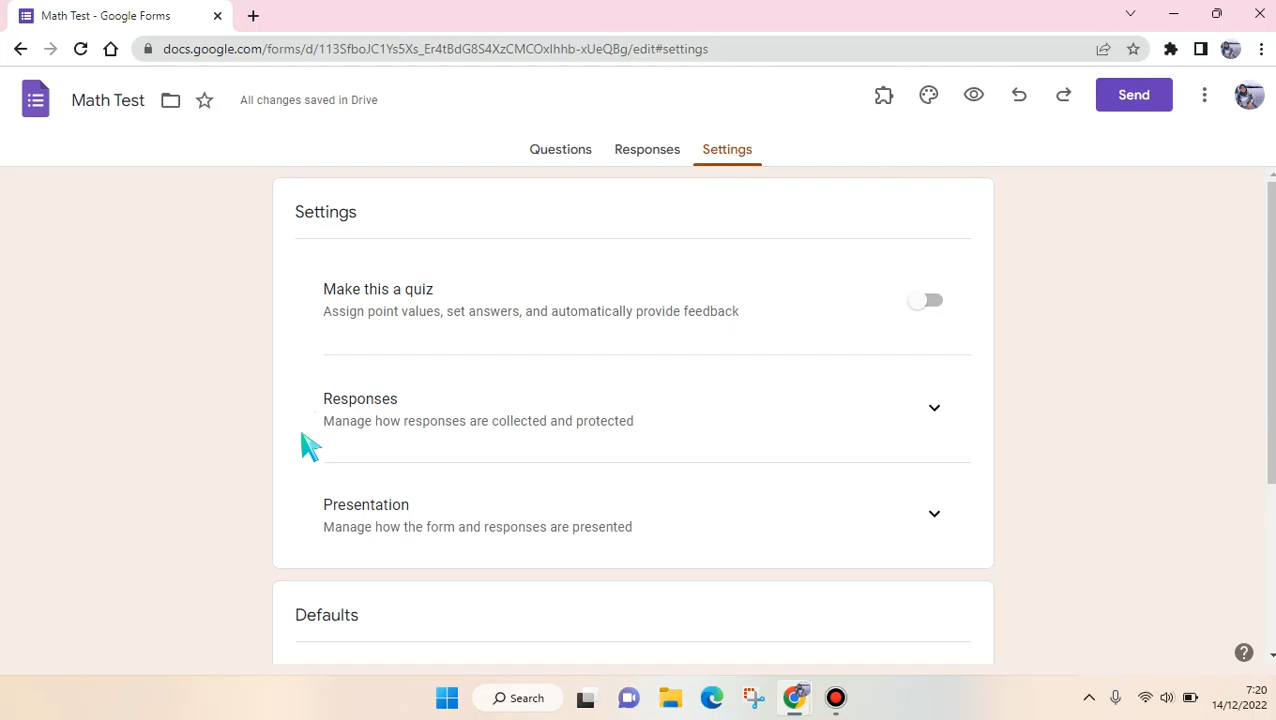 Math Test - Google Forms
docs.google.com/forms/d/113SfboJC1Ys5Xs_Er4tBdG8S4XzCMCOxIhhb-xUeQBg/edit#settings
Math Test
All changes saved in Drive
Send
Questions
Responses
Settings
Settings
Make this a quiz
Assign point values, set answers, and automatically provide feedback
Responses
Manage how responses are collected and protected
Presentation
Manage how the form and responses are presented
Defaults
Search
7:20
14/12/2022